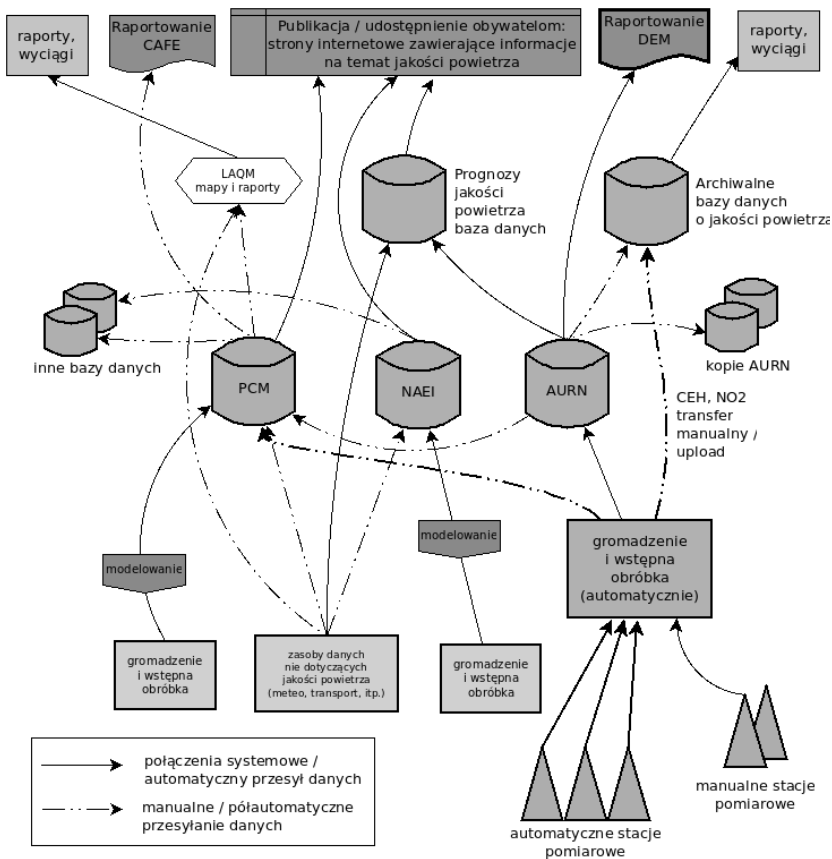 raporty,
wyciągi
Raportowanie
CAFE
Publikacja / udostępnienie obywatelom:
strony internetowe zawierające informacje
na temat jakości powietrza
Raportowanie
DEM
raporty,
wyciągi
LAQM
mapy i raporty
Prognozy
jakości
powietrza
baza danych
Archiwalne
bazy danych
o jakości powietrza
inne bazy danych
PCM
NAEI
AURN
kopie AURN
CEH, NO2
transfer
manualny /
upload
modelowanie
modelowanie
gromadzenie
i wstępna
obróbka
(automatycznie)
gromadzenie
i wstępna
obróbka
zasoby danych
nie dotyczących
jakości powietrza
(meteo, transport, itp.)
gromadzenie
i wstępna
obróbka
połączenia systemowe /
automatyczny przesył danych
manualne / półautomatyczne
przesyłanie danych
manualne stacje
pomiarowe
automatyczne stacje
pomiarowe